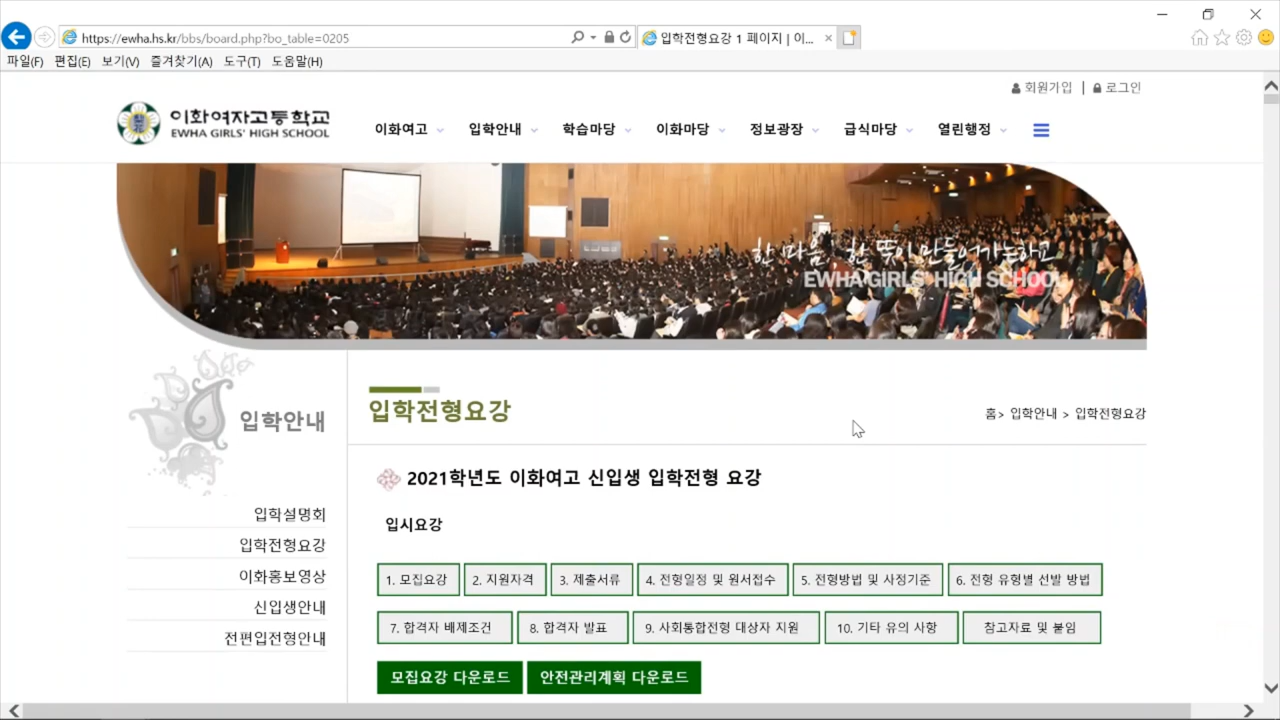 https://ewha.hs.kr/bbs/board.php?bo_table=0205
입학전형요강 1 페이지 | 이...
파일(F) 편집(E) 보기(V) 즐겨찾기(A) 도구(T) 도움말(H)
회원가입 | 로그인
이화여자고등학교
EWHA GIRLS' HIGH SCHOOL
이화여고 입학안내 학습마당 이화마당 정보광장 급식마당 열린행정
한 마음, 한 뜻이 만들어가는학교
EWHA GIRLS' HIGH SCHOOL
입학안내
입학설명회
입학전형요강
이화홍보영상
신입생안내
전편입전형안내
입학전형요강
홈> 입학안내 > 입학전형요강
2021학년도 이화여고 신입생 입학전형 요강
입시요강
1. 모집요강 2. 지원자격 3. 제출서류 4. 전형일정 및 원서접수 5. 전형방법 및 사정기준 6. 전형 유형별 선발 방법
7. 합격자 배제조건 8. 합격자 발표 9. 사회통합전형 대상자 지원 10. 기타 유의 사항 참고자료 및 붙임
모집요강 다운로드 안전관리계획 다운로드